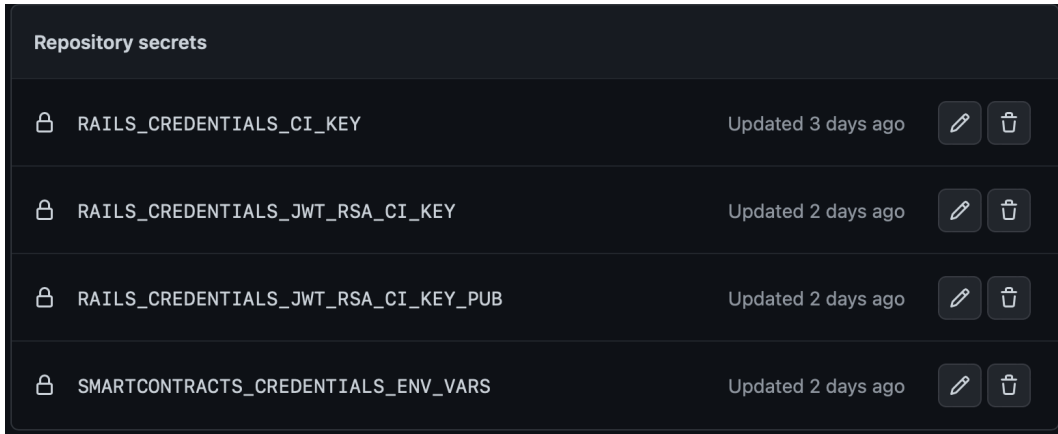 Repository secrets
RAILS_CREDENTIALS_CI_KEY Updated 3 days ago
RAILS_CREDENTIALS_JWT_RSA_CI_KEY Updated 2 days ago
RAILS_CREDENTIALS_JWT_RSA_CI_KEY_PUB Updated 2 days ago
SMARTCONTRACTS_CREDENTIALS_ENV_VARS Updated 2 days ago